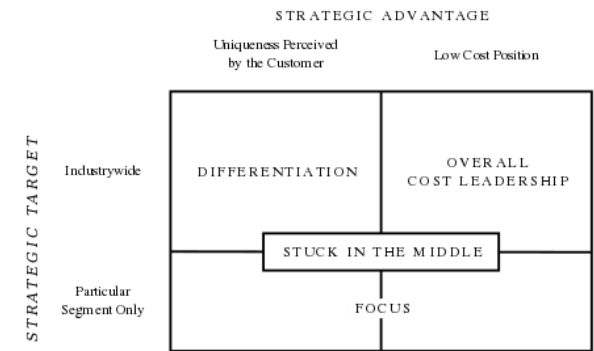 STRATEGIC ADVANTAGE
Uniqueness Perceived
by the Customer
Low Cost Position
STRATEGIC TARGET
Industrywide
DIFFERENTIATION
OVERALL
COST LEADERSHIP
STUCK IN THE MIDDLE
Particular
Segment Only
FOCUS